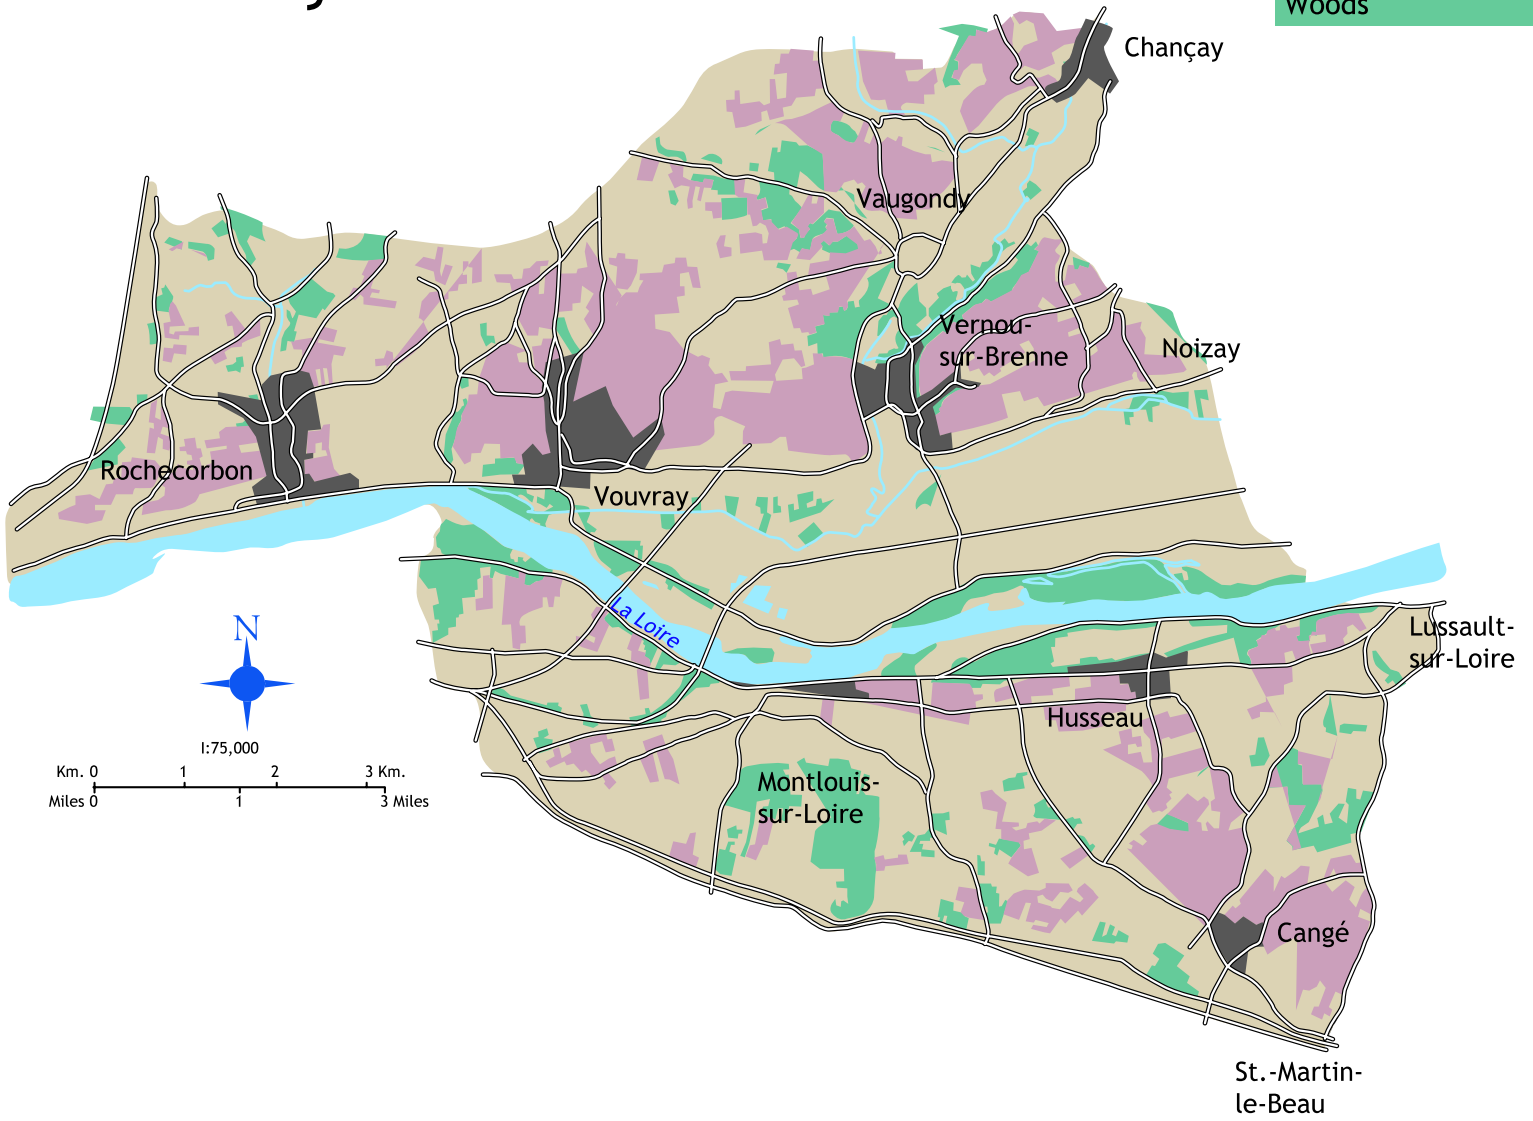 Woods
Chançay
Vaugondy
Vernou-
sur-Brenne
Noizay
Rochecorbon
Vouvray
La Loire
N
Lussault-
sur-Loire
Husseau
1:75,000
Km. 0 1 2 3 Km.
Miles 0 1 3 Miles
Montlouis-
sur-Loire
Cangé
St.-Martin-
le-Beau